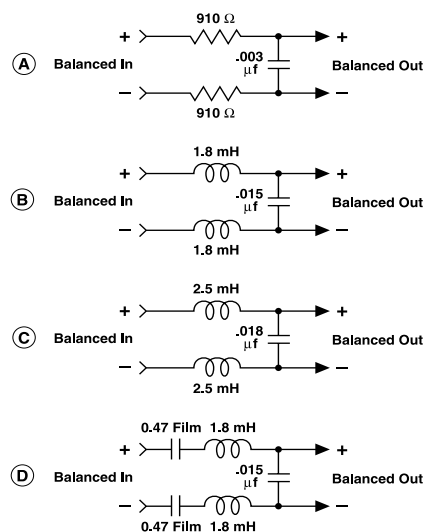 910 Ω
+ +
.003
A Balanced In μf Balanced Out
− −
910 Ω
1.8 mH
+ +
.015
B Balanced In μf Balanced Out
− −
1.8 mH
2.5 mH
+ +
.018
C Balanced In μf Balanced Out
− −
2.5 mH
0.47 Film 1.8 mH
+ +
.015
D Balanced In μf Balanced Out
− −
0.47 Film 1.8 mH